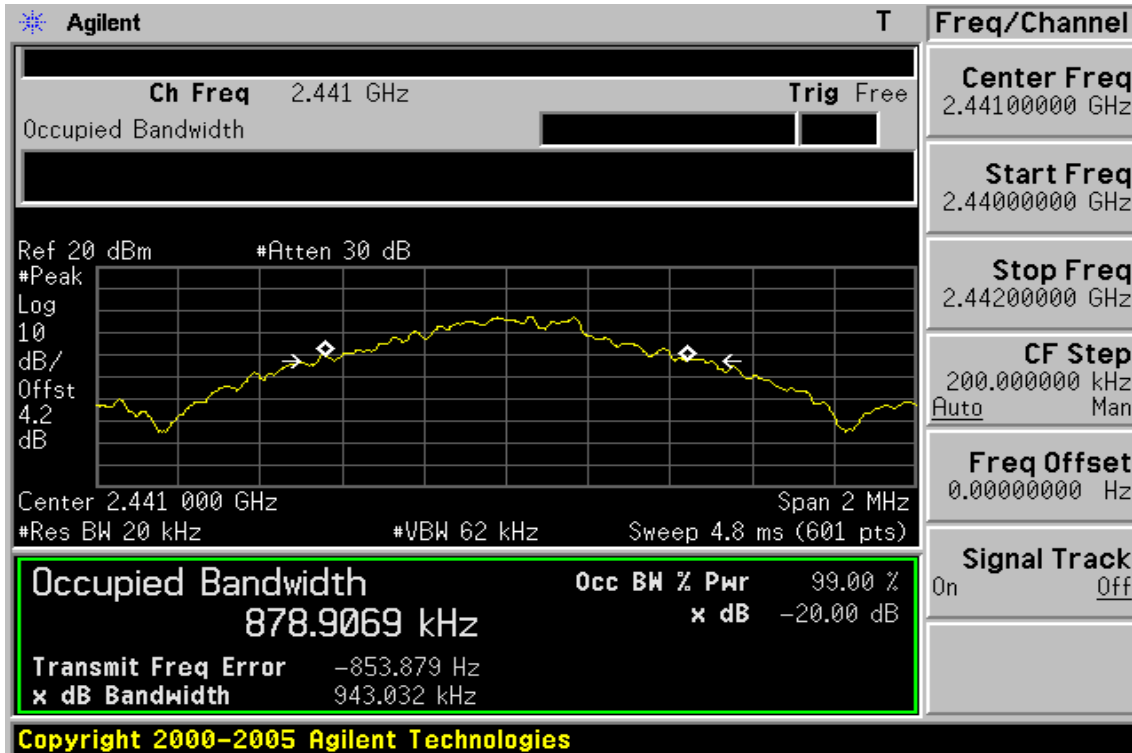 Agilent T
Freq/Channel
Ch Freq 2.441 GHz Trig Free
Occupied Bandwidth
Center Freq
2.44100000 GHz
Start Freq
2.44000000 GHz
Stop Freq
2.44200000 GHz
CF Step
200.000000 kHz
Auto Man
Freq Offset
0.00000000 Hz
Signal Track
On Off
Ref 20 dBm #Atten 30 dB
#Peak
Log
10
dB/
Offst
4.2
dB
Center 2.441 000 GHz Span 2 MHz
#Res BW 20 kHz #VBW 62 kHz Sweep 4.8 ms (601 pts)
Occupied Bandwidth
878.9069 kHz
Occ BW % Pwr 99.00 %
x dB -20.00 dB
Transmit Freq Error -853.879 Hz
x dB Bandwidth 943.032 kHz
Copyright 2000-2005 Agilent Technologies